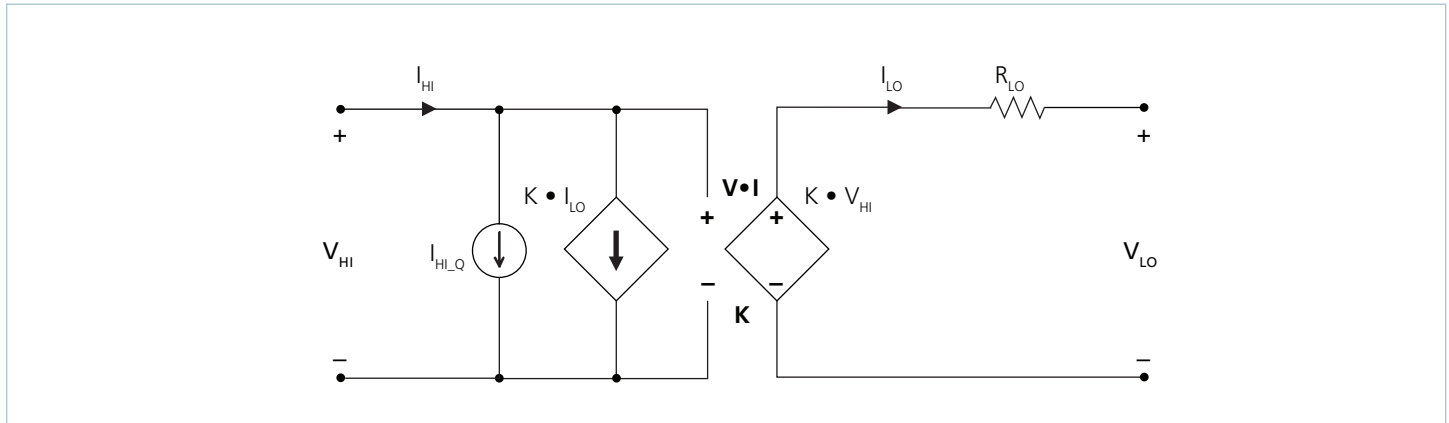 I_HI
I_LO
R_LO
+
+
K • I_LO
V•I
K • V_HI
+
+
V_HI
I_HI_Q
V_LO
–
–
K
–
–